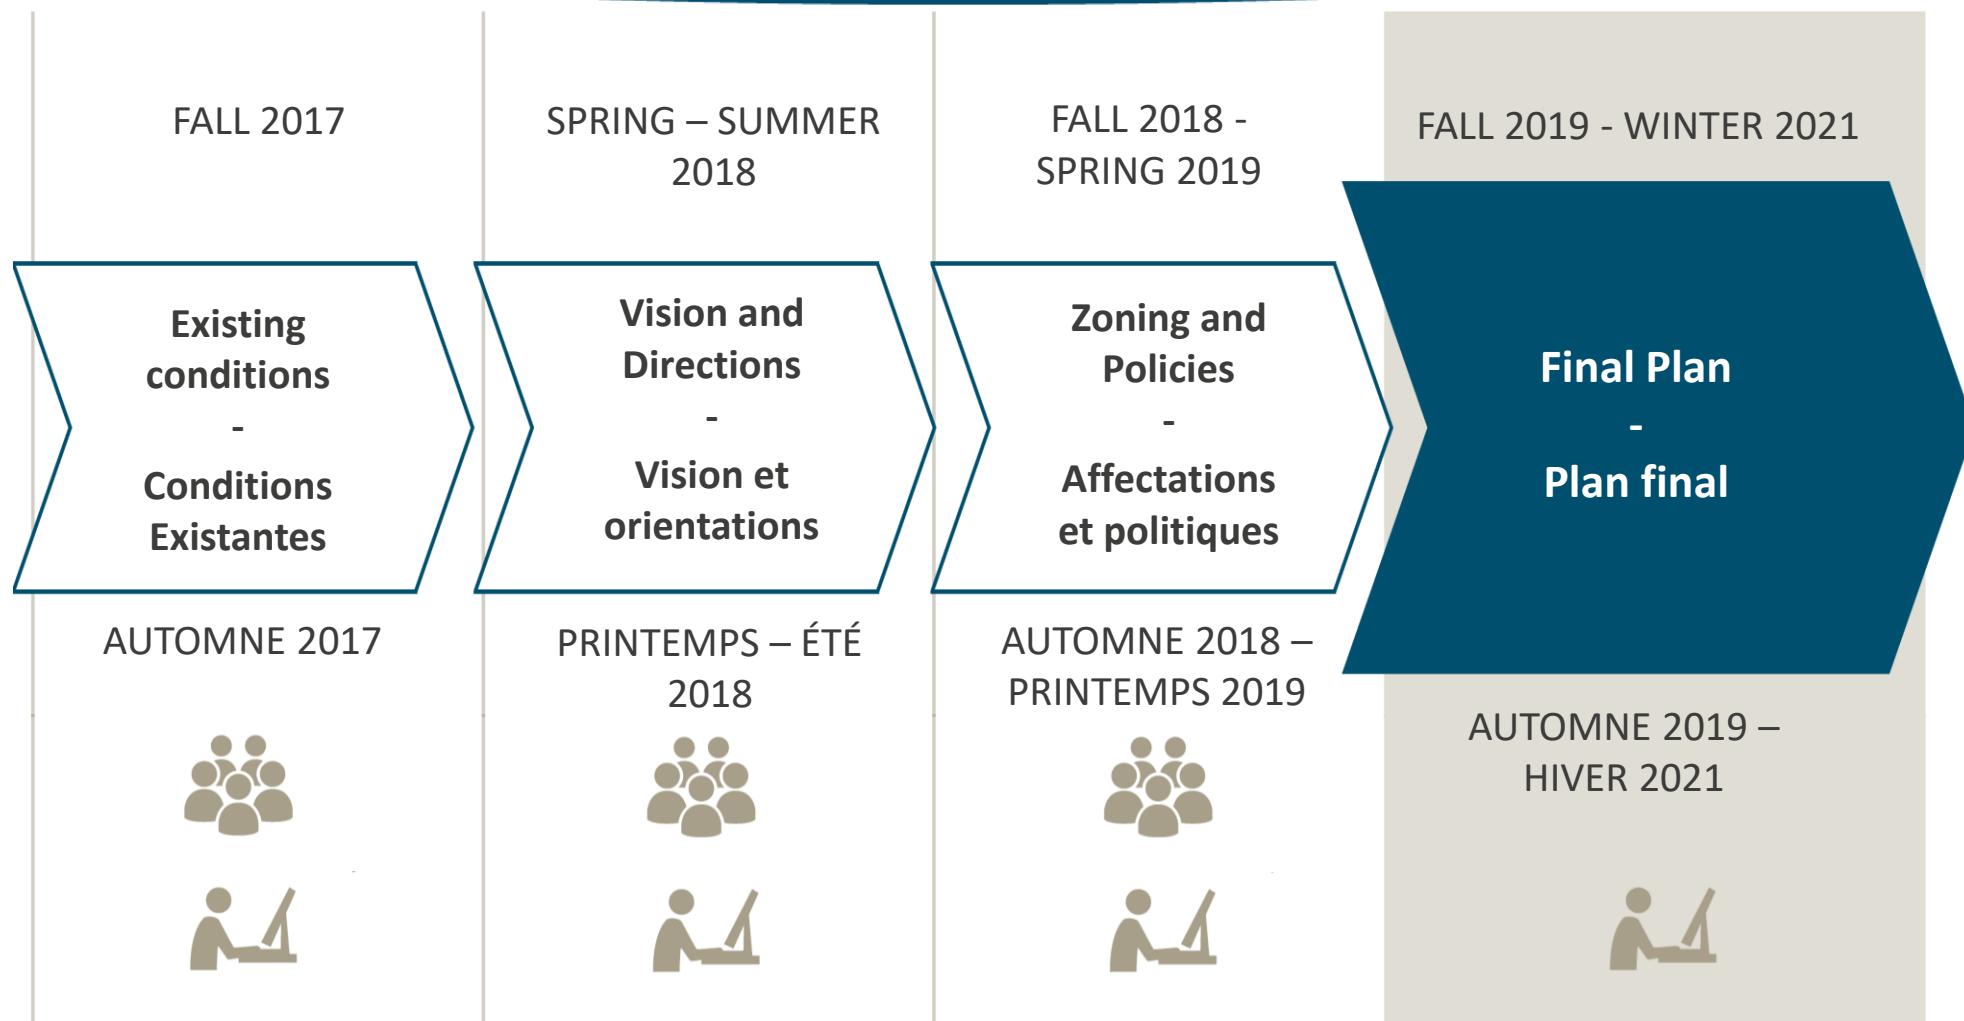 FALL 2017
SPRING – SUMMER
2018
FALL 2018 -
SPRING 2019
FALL 2019 - WINTER 2021
Existing
conditions
-
Conditions
Existantes
Vision and
Directions
-
Vision et
orientations
Zoning and
Policies
-
Affectations
et politiques
Final Plan
-
Plan final
AUTOMNE 2017
PRINTEMPS – ÉTÉ
2018
AUTOMNE 2018 –
PRINTEMPS 2019
AUTOMNE 2019 –
HIVER 2021